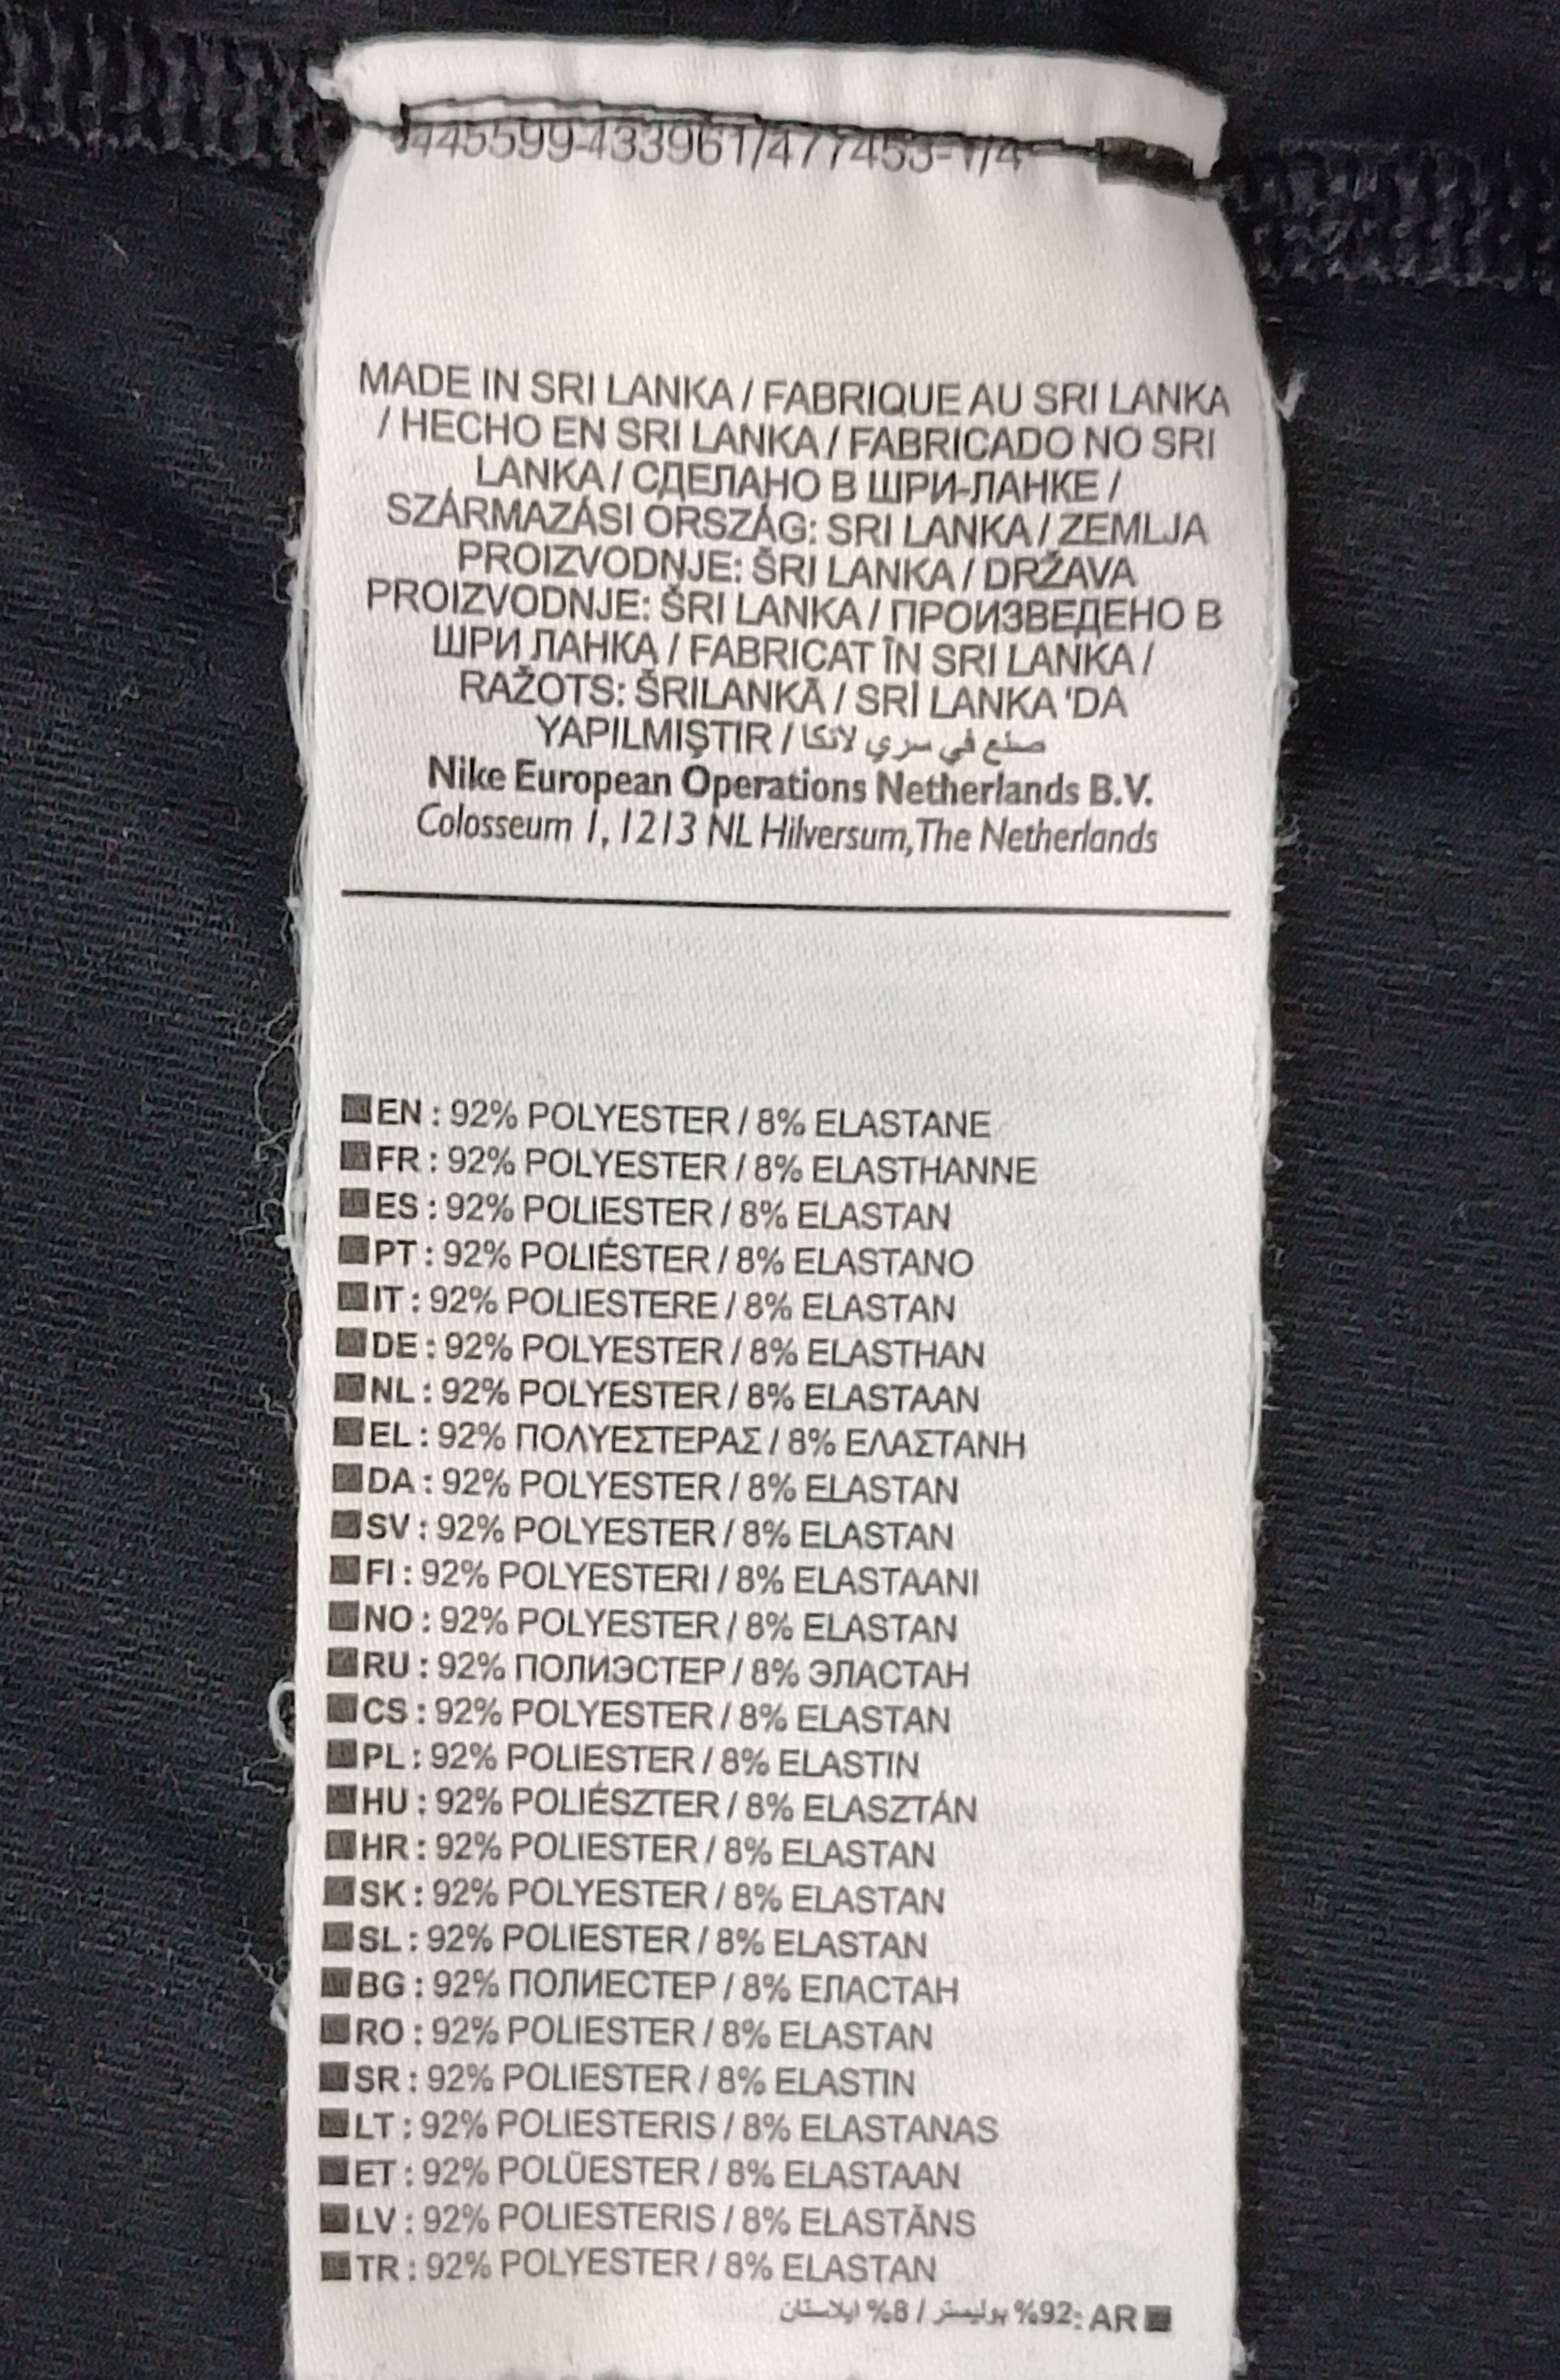 445599-433961/477453-1/4
MADE IN SRI LANKA / FABRIQUE AU SRI LANKA
/ HECHO EN SRI LANKA / FABRICADO NO SRI
LANKA / СДЕЛАНО В ШРИ-ЛАНКЕ /
SZÁRMAZÁSI ORSZÁG: SRI LANKA / ZEMLJA
PROIZVODNJE: ŠRI LANKA / DRŽAVA
PROIZVODNJE: ŠRI LANKA / ПРОИЗВЕДЕНО В
ШРИ ЛАНКА / FABRICAT ÎN SRI LANKA /
RAŽOTS: ŠRILANKĀ / SRİ LANKA 'DA
YAPILMIŞTIR / صنع في سري لانكا
Nike European Operations Netherlands B.V.
Colosseum 1, 1213 NL Hilversum, The Netherlands
EN : 92% POLYESTER / 8% ELASTANE
FR : 92% POLYESTER / 8% ELASTHANNE
ES : 92% POLIESTER / 8% ELASTAN
PT : 92% POLIÉSTER / 8% ELASTANO
IT : 92% POLIESTERE / 8% ELASTAN
DE : 92% POLYESTER / 8% ELASTHAN
NL : 92% POLYESTER / 8% ELASTAAN
EL : 92% ΠΟΛΥΕΣΤΕΡΑΣ / 8% ΕΛΑΣΤΑΝΗ
DA : 92% POLYESTER / 8% ELASTAN
SV : 92% POLYESTER / 8% ELASTAN
FI : 92% POLYESTERI / 8% ELASTAANI
NO : 92% POLYESTER / 8% ELASTAN
RU : 92% ПОЛИЭСТЕР / 8% ЭЛАСТАН
CS : 92% POLYESTER / 8% ELASTAN
PL : 92% POLIESTER / 8% ELASTIN
HU : 92% POLIÉSZTER / 8% ELASZTÁN
HR : 92% POLIESTER / 8% ELASTAN
SK : 92% POLYESTER / 8% ELASTAN
SL : 92% POLIESTER / 8% ELASTAN
BG : 92% ПОЛИЕСТЕР / 8% ЕЛАСТАН
RO : 92% POLIESTER / 8% ELASTAN
SR : 92% POLIESTER / 8% ELASTIN
LT : 92% POLIESTERIS / 8% ELASTANAS
ET : 92% POLÜESTER / 8% ELASTAAN
LV : 92% POLIESTERIS / 8% ELASTĀNS
TR : 92% POLYESTER / 8% ELASTAN
AR :92% بوليستر / 8% ايلاستان